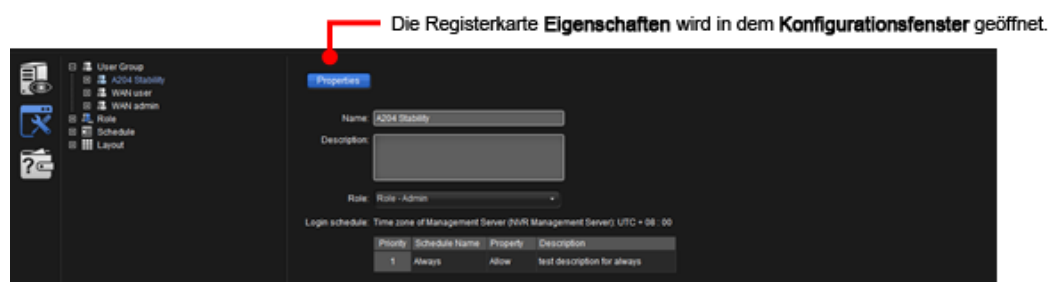 Die Registerkarte Eigenschaften wird in dem Konfigurationsfenster geöffnet.
User Group
A204 Stability
WAN user
WAN admin
Role
Schedule
Layout
Properties
Name: A204 Stability
Description:
Role: Role - Admin
Login schedule: Time zone of Management Server (NVR Management Server): UTC + 08 : 00
Priority Schedule Name Property Description
1 Always Allow test description for always